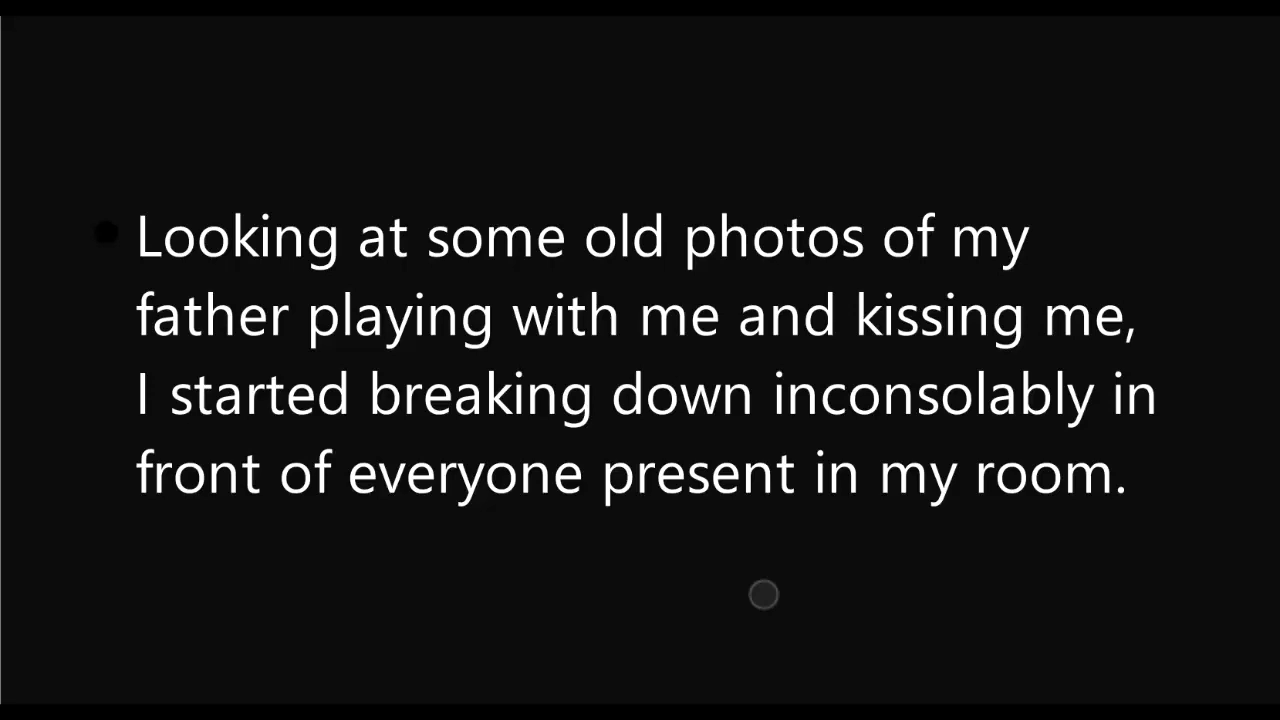 Looking at some old photos of my
father playing with me and kissing me,
I started breaking down inconsolably in
front of everyone present in my room.